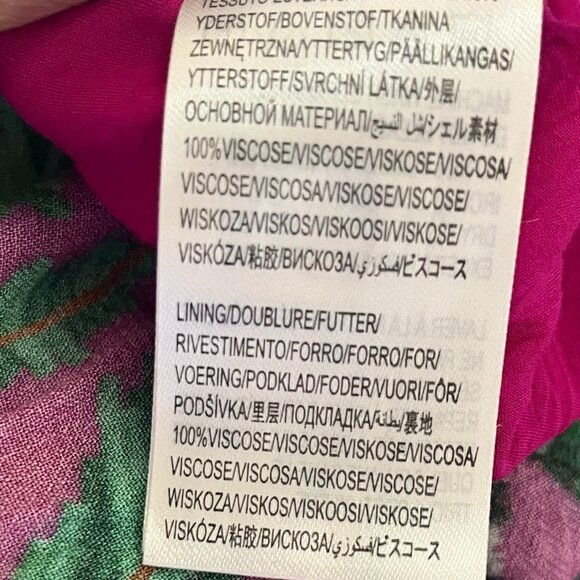 YDERSTOF/BOVENSTOF/TKANINA
ZEWNĘTRZNA/YTTERTYG/PÄÄLLIKANGAS/
YTTERSTOFF/SVRCHNÍ LÁTKA/外层/
ОСНОВНОЙ МАТЕРИАЛ/شل النسيج/シェル素材
100%VISCOSE/VISCOSE/VISKOSE/VISCOSA/
VISCOSE/VISCOSA/VISKOSE/VISCOSE/
WISKOZA/VISKOS/VISKOOSI/VISKOSE/
VISKÓZA/粘胶/ВИСКОЗА/فسكوزي/ビスコース
LINING/DOUBLURE/FUTTER/
RIVESTIMENTO/FORRO/FORRO/FOR/
VOERING/PODKLAD/FODER/VUORI/FÔR/
PODŠÍVKA/里层/ПОДКЛАДКА/بطانة/裏地
100%VISCOSE/VISCOSE/VISKOSE/VISCOSA/
VISCOSE/VISCOSA/VISKOSE/VISCOSE/
WISKOZA/VISKOS/VISKOOSI/VISKOSE/
VISKÓZA/粘胶/ВИСКОЗА/فسكوزي/ビスコース